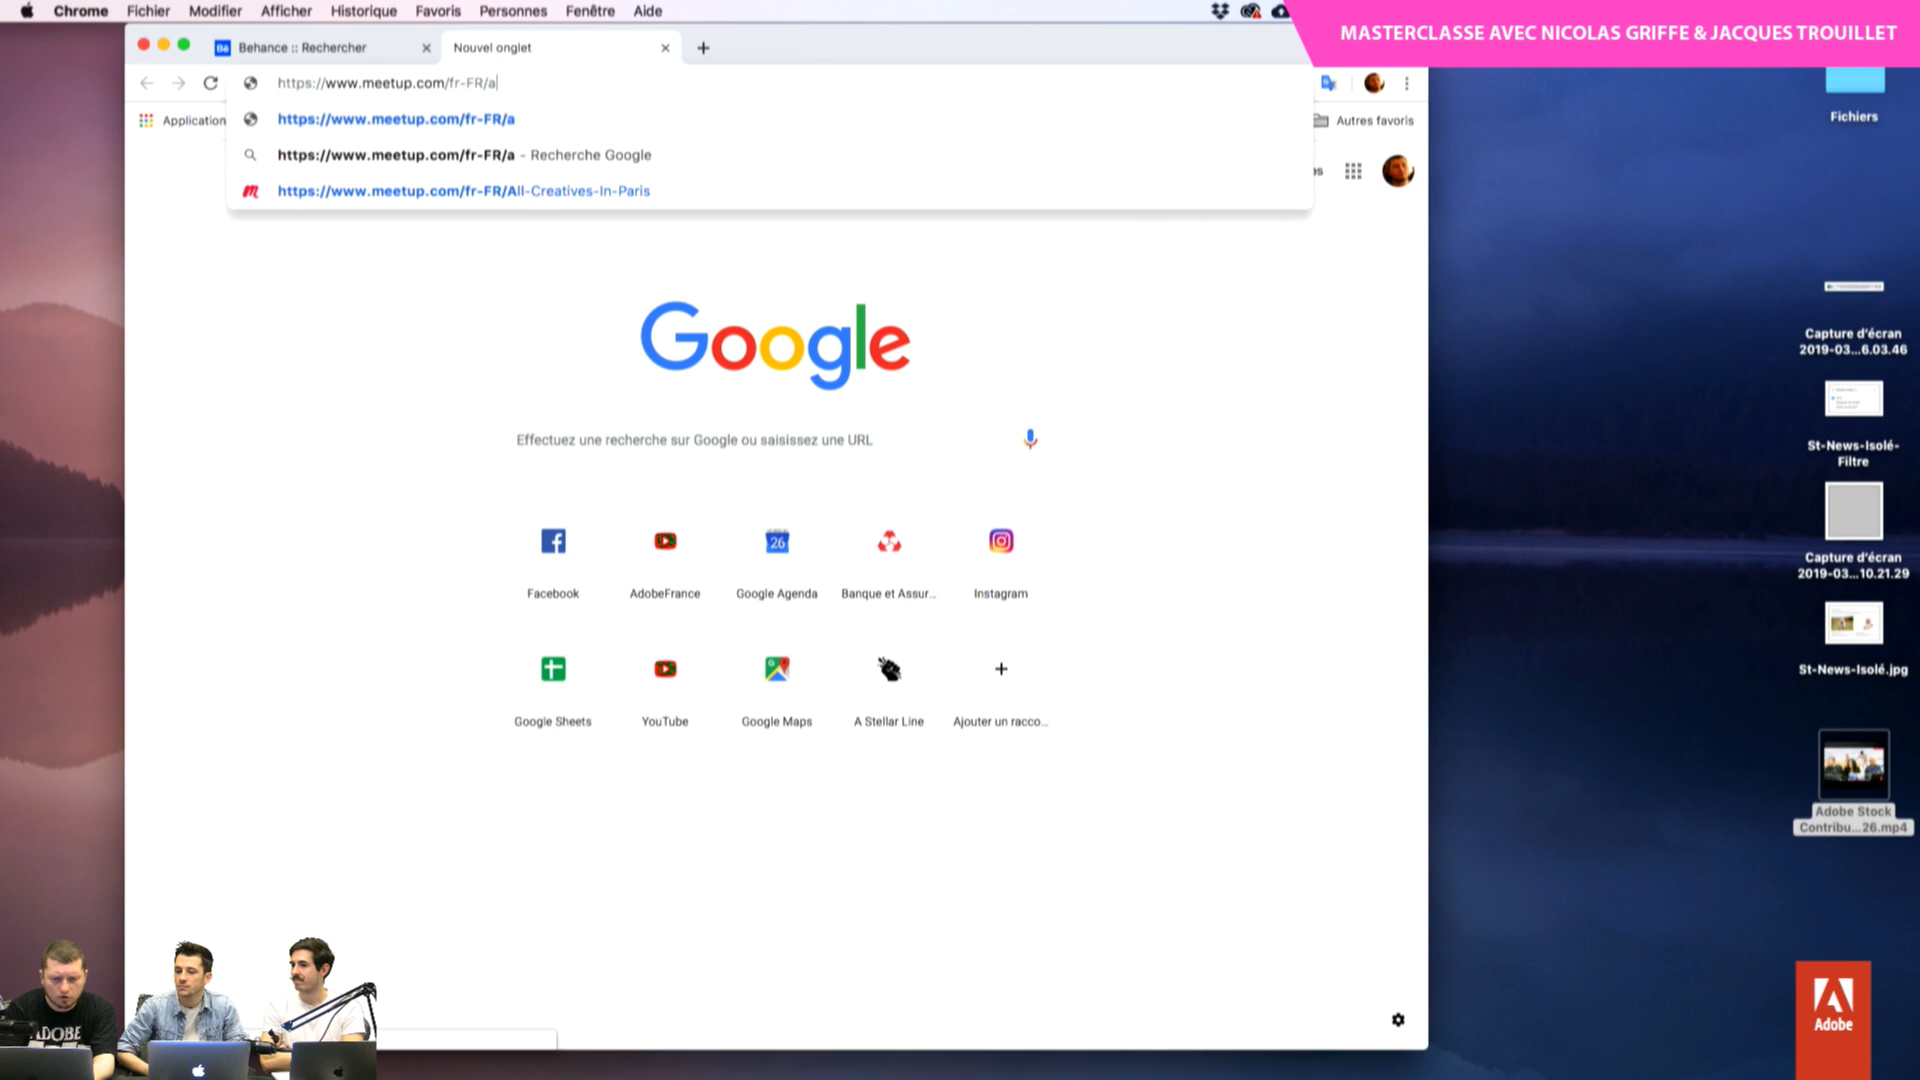 Chrome Fichier Modifier Afficher Historique Favoris Personnes Fenêtre Aide
MASTERCLASSE AVEC NICOLAS GRIFFE & JACQUES TROUILLET
Behance :: Rechercher
Nouvel onglet
https://www.meetup.com/fr-FR/a
Application
https://www.meetup.com/fr-FR/a
Autres favoris
https://www.meetup.com/fr-FR/a - Recherche Google
https://www.meetup.com/fr-FR/All-Creatives-In-Paris
Google
Effectuez une recherche sur Google ou saisissez une URL
26
Facebook AdobeFrance Google Agenda Banque et Assur... Instagram
Google Sheets YouTube Google Maps A Stellar Line Ajouter un racco...
Fichiers
Capture d'écran
2019-03...6.03.46
St-News-Isolé-
Filtre
Capture d'écran
2019-03...10.21.29
St-News-Isolé.jpg
Adobe Stock
Contribu...26.mp4
ADOBE
Adobe